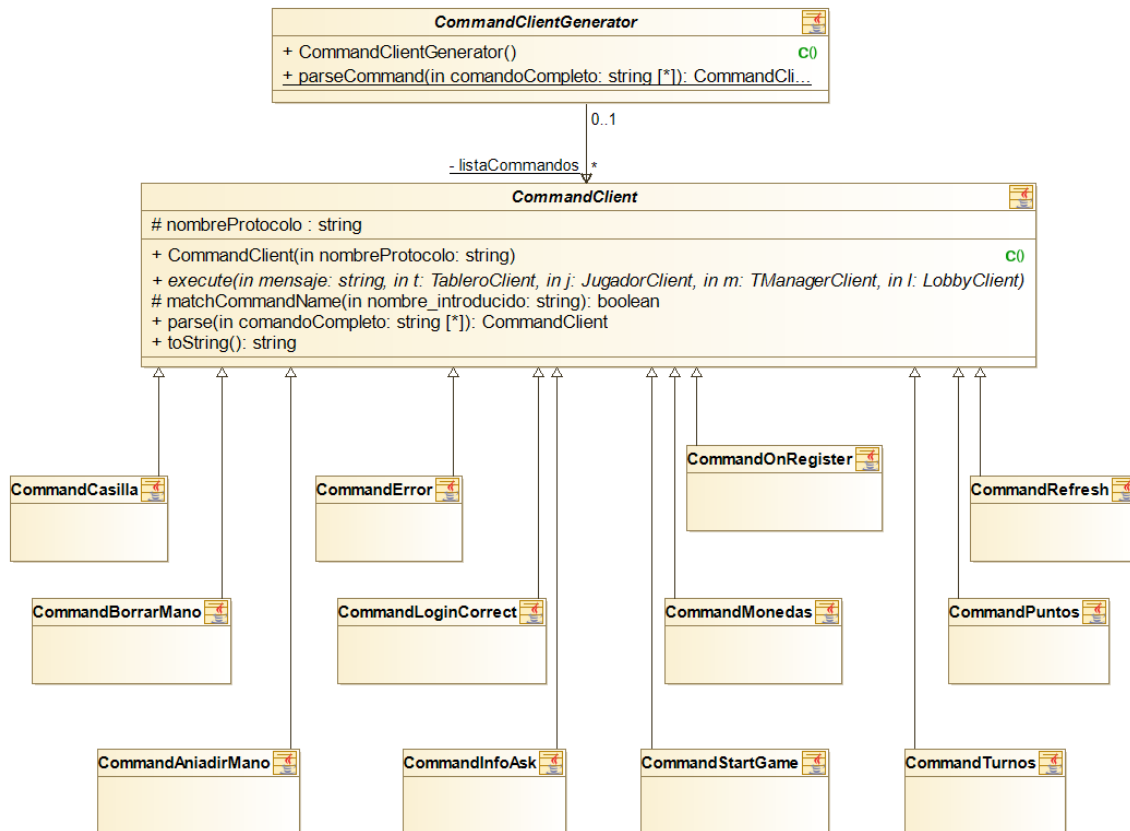 CommandClientGenerator
+ CommandClientGenerator()
C()
+ parseCommand(in comandoCompleto: string [*]): CommandCli...
0..1
- listaCommandos
*
CommandClient
# nombreProtocolo : string
+ CommandClient(in nombreProtocolo: string)
C()
+ execute(in mensaje: string, in t: TableroClient, in j: JugadorClient, in m: TManagerClient, in l: LobbyClient)
# matchCommandName(in nombre_introducido: string): boolean
+ parse(in comandoCompleto: string [*]): CommandClient
+ toString(): string
CommandOnRegister
CommandCasilla
CommandError
CommandRefresh
CommandBorrarMano
CommandLoginCorrect
CommandMonedas
CommandPuntos
CommandAniadirMano
CommandInfoAsk
CommandStartGame
CommandTurnos